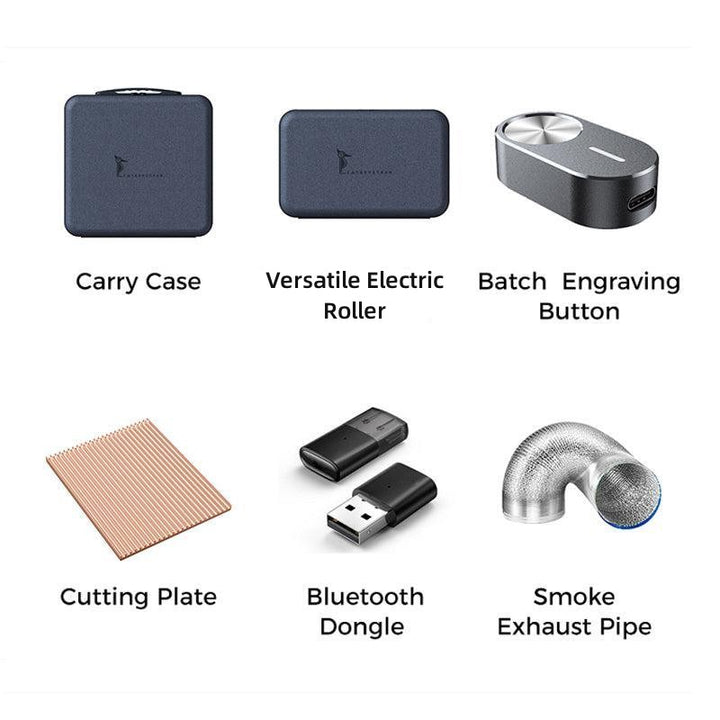 Carry Case
Versatile Electric
Roller
Batch Engraving
Button
Cutting Plate
Bluetooth
Dongle
Smoke
Exhaust Pipe